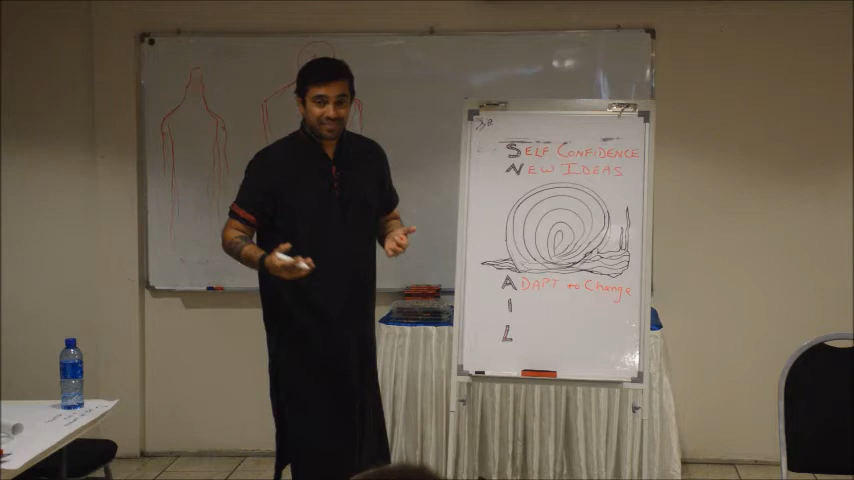 SELF CONFIDENCE
NEW IDEAS
ADAPT to Change
I
L